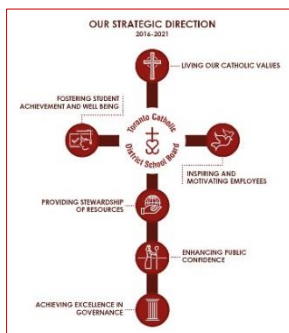 OUR STRATEGIC DIRECTION
2016-2021
LIVING OUR CATHOLIC VALUES
FOSTERING STUDENT
ACHIEVEMENT AND WELL BEING
Toronto Catholic
District School Board
INSPIRING AND
MOTIVATING EMPLOYEES
PROVIDING STEWARDSHIP
OF RESOURCES
ENHANCING PUBLIC
CONFIDENCE
ACHIEVING EXCELLENCE IN
GOVERNANCE